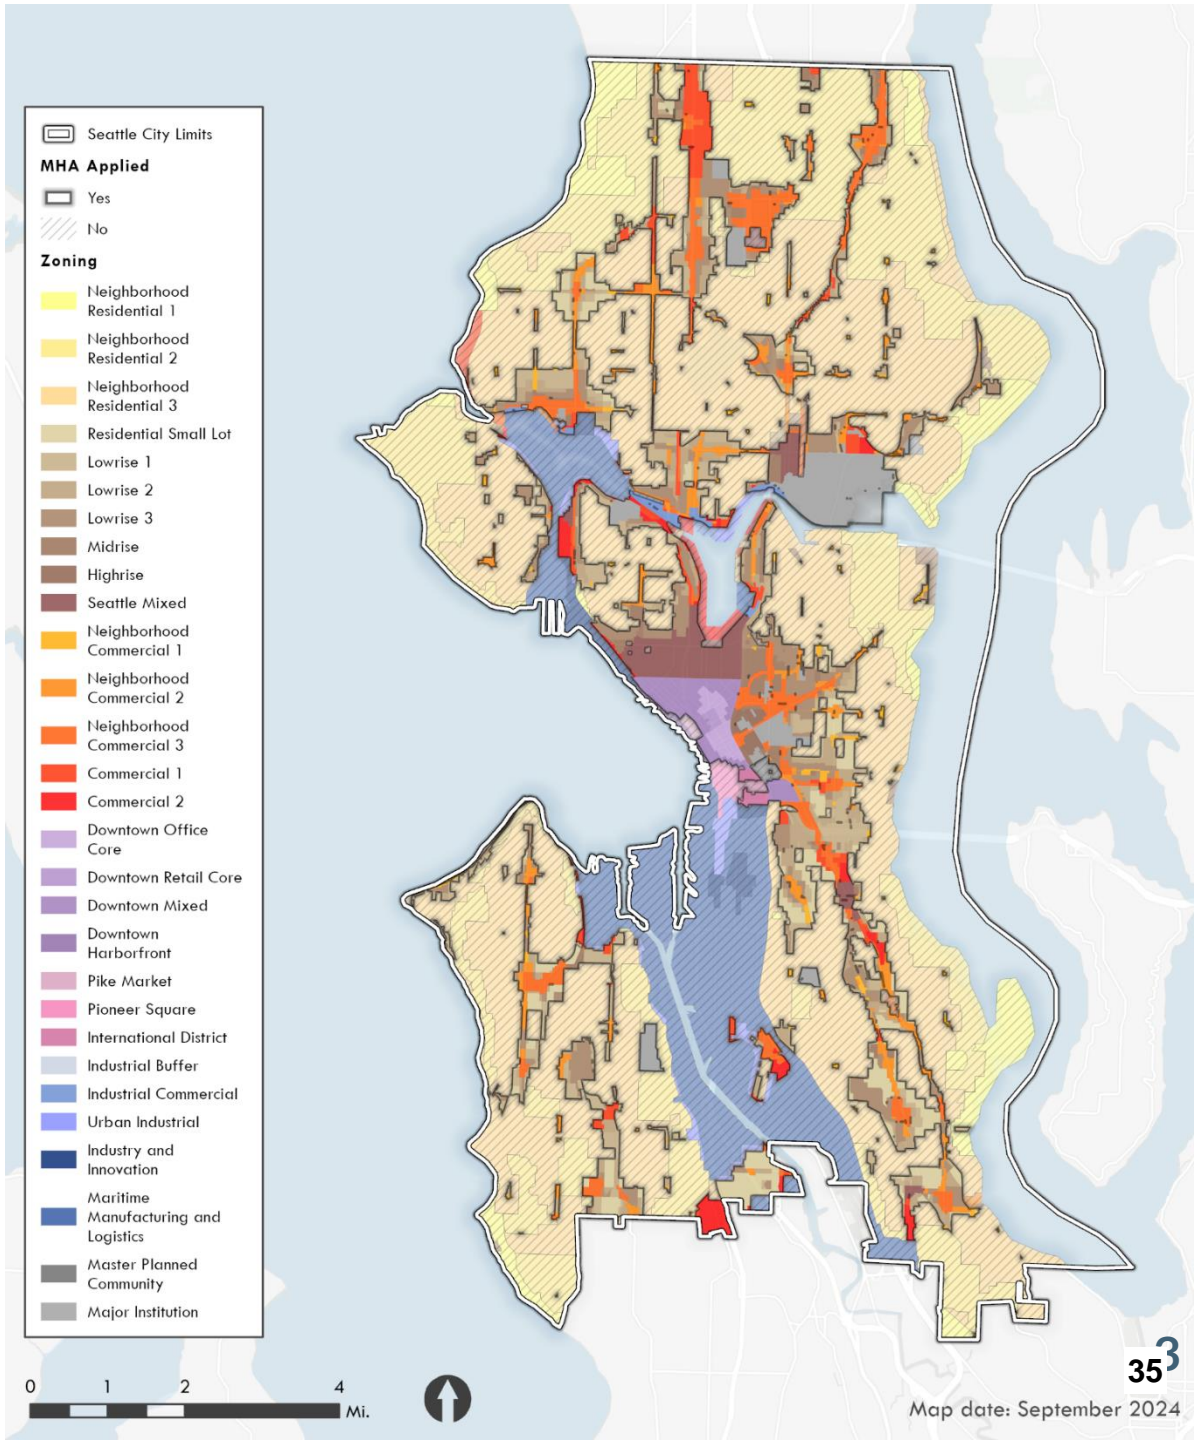 Seattle City Limits
MHA Applied
Yes
No
Zoning
Neighborhood
Residential 1
Neighborhood
Residential 2
Neighborhood
Residential 3
Residential Small Lot
Lowrise 1
Lowrise 2
Lowrise 3
Midrise
Highrise
Seattle Mixed
Neighborhood
Commercial 1
Neighborhood
Commercial 2
Neighborhood
Commercial 3
Commercial 1
Commercial 2
Downtown Office
Core
Downtown Retail Core
Downtown Mixed
Downtown
Harborfront
Pike Market
Pioneer Square
International District
Industrial Buffer
Industrial Commercial
Urban Industrial
Industry and
Innovation
Maritime
Manufacturing and
Logistics
Master Planned
Community
Major Institution
0 1 2 4
Mi.
3
35
Map date: September 2024